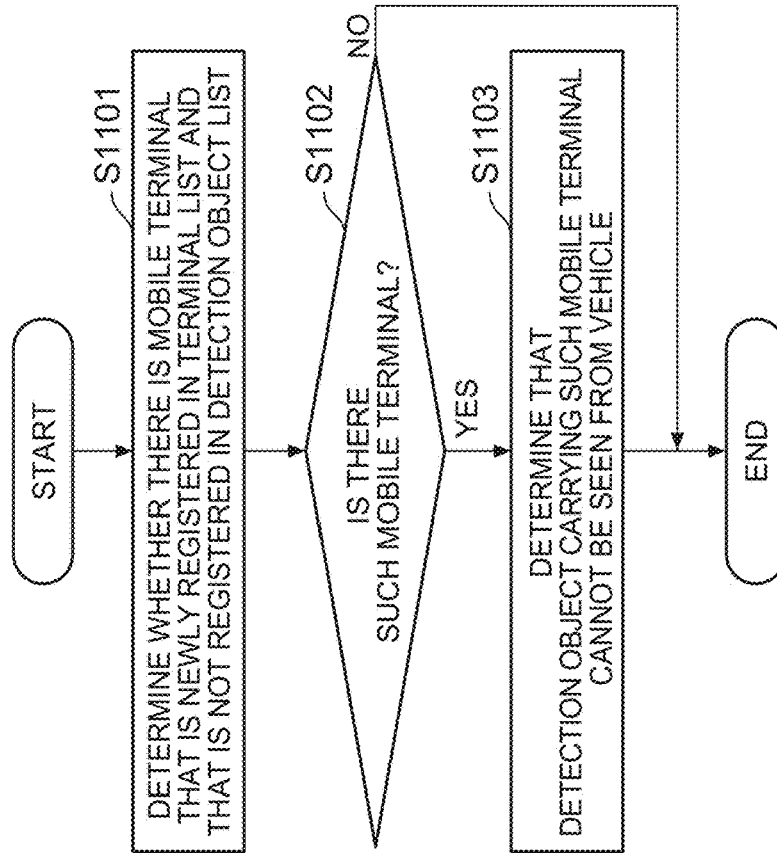 START
S1101
DETERMINE WHETHER THERE IS MOBILE TERMINAL
THAT IS NEWLY REGISTERED IN TERMINAL LIST AND
THAT IS NOT REGISTERED IN DETECTION OBJECT LIST
S1102
IS THERE
SUCH MOBILE TERMINAL?
NO
YES
S1103
DETERMINE THAT
DETECTION OBJECT CARRYING SUCH MOBILE TERMINAL
CANNOT BE SEEN FROM VEHICLE
END